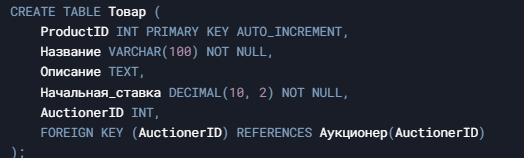 CREATE TABLE Товар (
    ProductID INT PRIMARY KEY AUTO_INCREMENT,
    Название VARCHAR(100) NOT NULL,
    Описание TEXT,
    Начальная_ставка DECIMAL(10, 2) NOT NULL,
    AuctionerID INT,
    FOREIGN KEY (AuctionerID) REFERENCES Аукционер(AuctionerID)
);